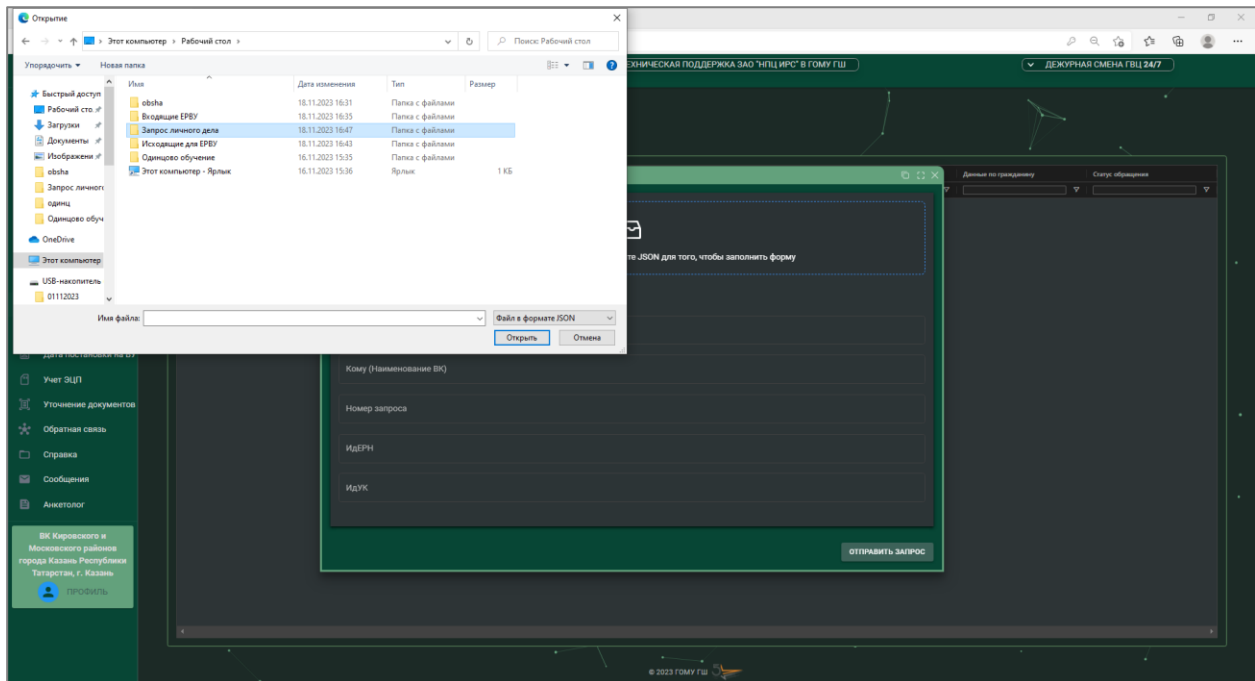 Открытие
Этот компьютер > Рабочий стол >
Поиск: Рабочий стол
Упорядочить
Новая папка
ЕХНИЧЕСКАЯ ПОДДЕРЖКА ЗАО "НПЦ ИРС" В ГОМУ ГШ
ДЕЖУРНАЯ СМЕНА ГВЦ 24/7
Имя
Дата изменения
Тип
Размер
Быстрый доступ
Рабочий сто
Загрузки
Документы
Изображени
obsha
Запрос личного
одинц
Одинцово обуч
OneDrive
Этот компьютер
USB-накопитель
01112023
obsha 18.11.2023 16:31 Папка с файлами
Входящие ЕРВУ 18.11.2023 16:35 Папка с файлами
Запрос личного дела 18.11.2023 16:47 Папка с файлами
Исходящие для ЕРВУ 18.11.2023 16:43 Папка с файлами
Одинцово обучение 16.11.2023 15:35 Папка с файлами
Этот компьютер - Ярлык 16.11.2023 15:36 Ярлык 1 КБ
Имя файла:
Файл в формате JSON
Открыть
Отмена
Данные по гражданину
Статус обращения
те JSON для того, чтобы заполнить форму
Кому (Наименование ВК)
Номер запроса
ИдЕРН
ИдУК
ОТПРАВИТЬ ЗАПРОС
Дата постановки на ВУ
Учет ЭЦП
Уточнение документов
Обратная связь
Справка
Сообщения
Анкетолог
ВК Кировского и
Московского районов
города Казань Республики
Татарстан, г. Казань
ПРОФИЛЬ
© 2023 ГОМУ ГШ